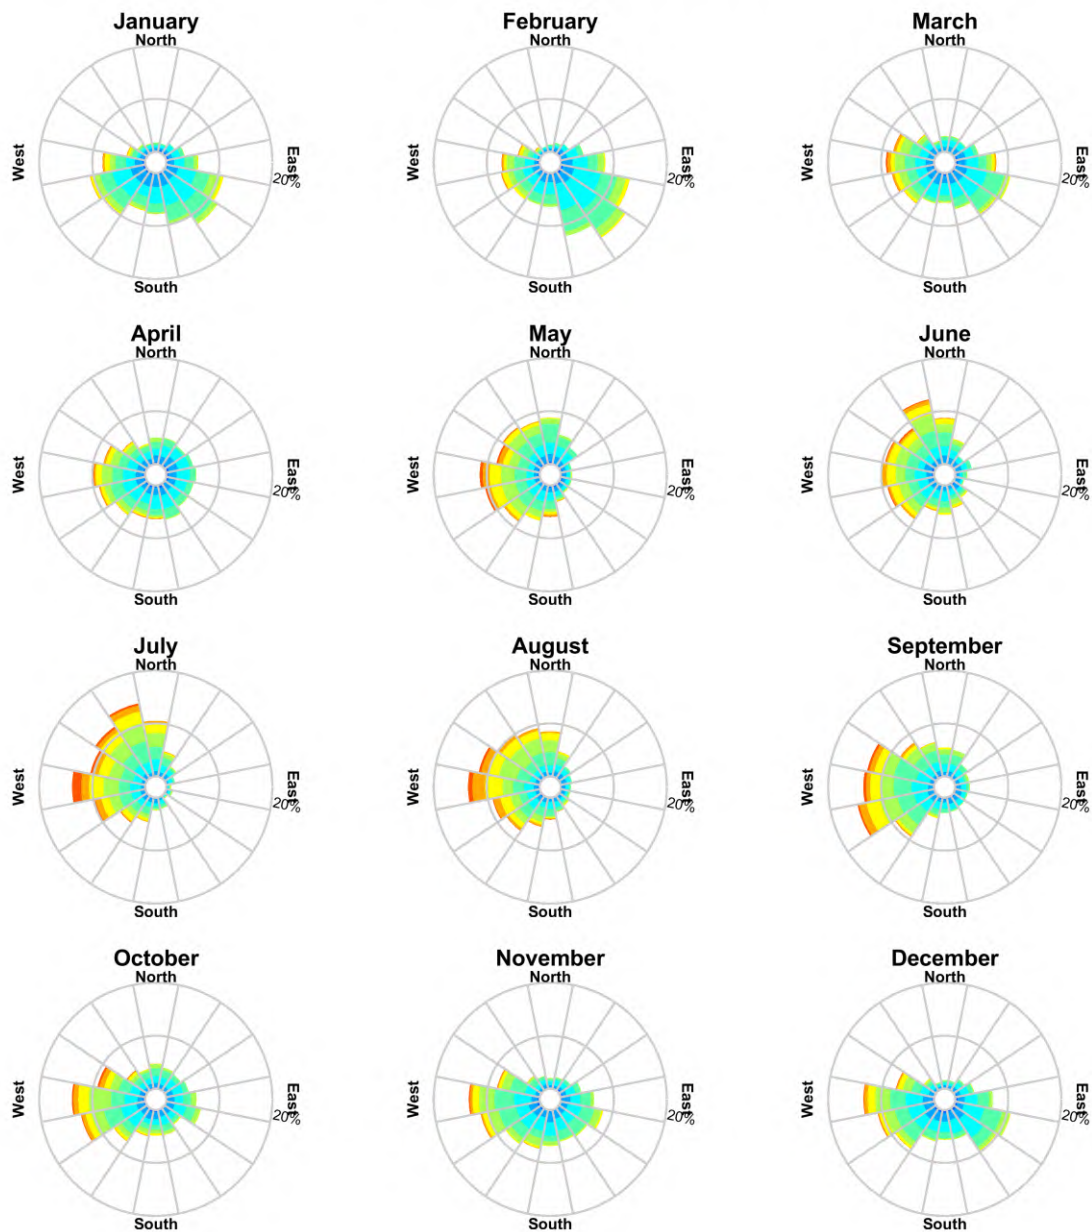 January
North
West
East
20%
South
February
North
West
East
20%
South
March
North
West
East
20%
South
April
North
West
East
20%
South
May
North
West
East
20%
South
June
North
West
East
20%
South
July
North
West
East
20%
South
August
North
West
East
20%
South
September
North
West
East
20%
South
October
North
West
East
20%
South
November
North
West
East
20%
South
December
North
West
East
20%
South